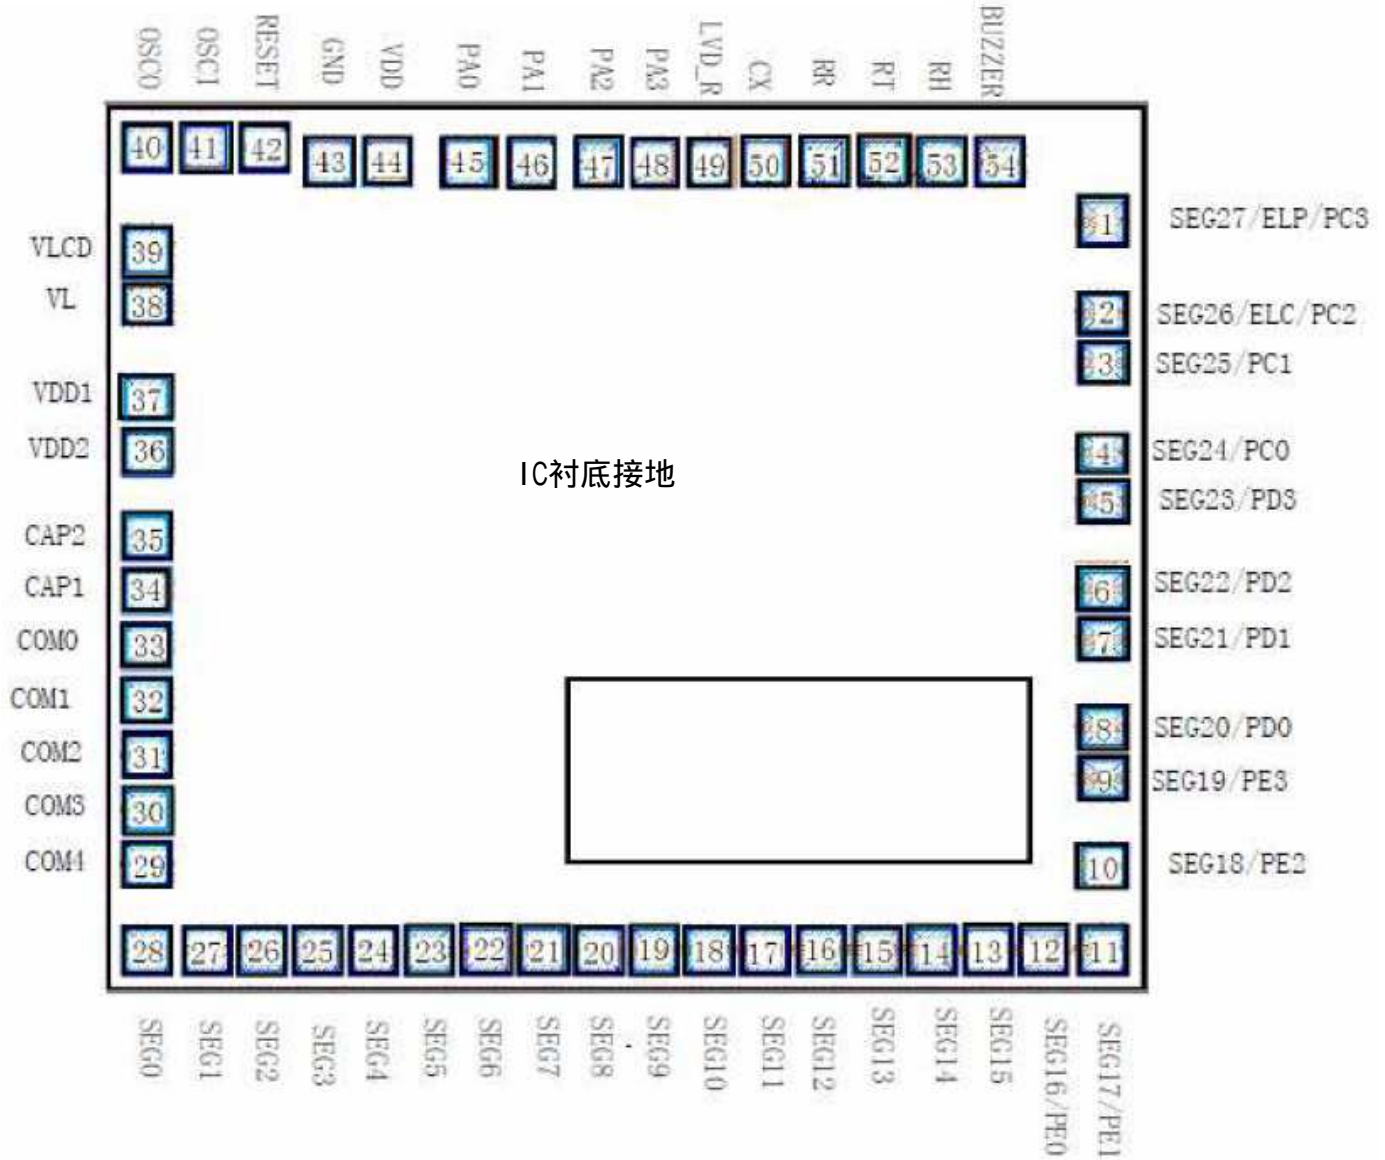 OSCO
OSCI
RESET
GND
VDD
PA0
PA1
PA2
PA3
LVD_R
CX
RR
RT
RH
BUZZER
40
41
42
43
44
45
46
47
48
49
50
51
52
53
54
VLCD
39
1
SEG27/ELP/PC3
VL
38
2
SEG26/ELC/PC2
3
SEG25/PC1
VDD1
37
VDD2
36
4
SEG24/PC0
IC衬底接地
5
SEG23/PD3
CAP2
35
CAP1
34
6
SEG22/PD2
COM0
33
7
SEG21/PD1
COM1
32
8
SEG20/PD0
COM2
31
9
SEG19/PE3
COM3
30
COM4
29
10
SEG18/PE2
28
27
26
25
24
23
22
21
20
19
18
17
16
15
14
13
12
11
SEG0
SEG1
SEG2
SEG3
SEG4
SEG5
SEG6
SEG7
SEG8
SEG9
SEG10
SEG11
SEG12
SEG13
SEG14
SEG15
SEG16/PE0
SEG17/PE1